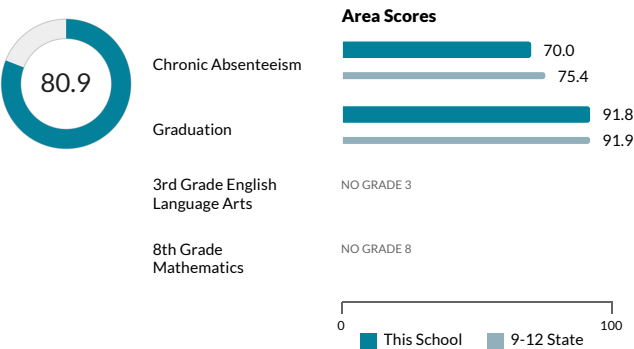 Area Scores
80.9
Chronic Absenteeism
70.0
75.4
Graduation
91.8
91.9
3rd Grade English
Language Arts
NO GRADE 3
8th Grade
Mathematics
NO GRADE 8
0
100
This School
9-12 State